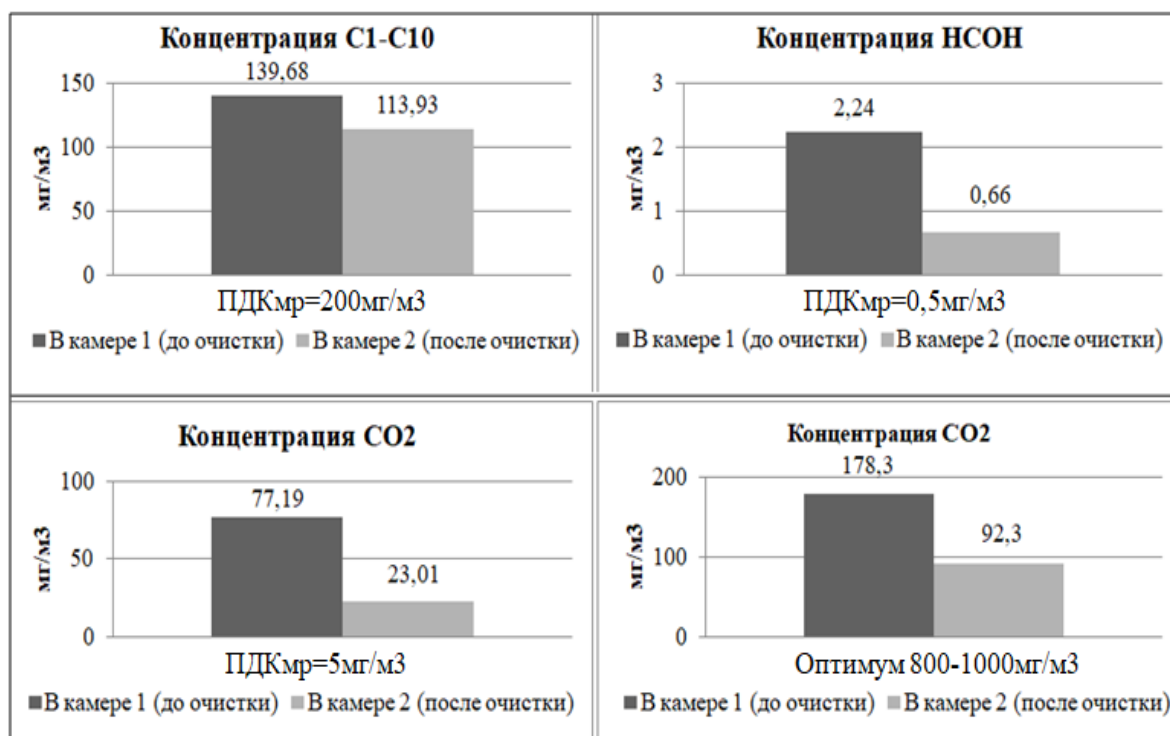 Концентрация С1-С10
139,68
113,93
150
100
50
0
мг/м3
ПДКмр=200мг/м3
В камере 1 (до очистки) В камере 2 (после очистки)
Концентрация НСОН
2,24
0,66
3
2
1
0
мг/м3
ПДКмр=0,5мг/м3
В камере 1 (до очистки) В камере 2 (после очистки)
Концентрация СО2
77,19
23,01
100
50
0
мг/м3
ПДКмр=5мг/м3
В камере 1 (до очистки) В камере 2 (после очистки)
Концентрация СО2
178,3
92,3
200
100
0
мг/м3
Оптимум 800-1000мг/м3
В камере 1 (до очистки) В камере 2 (после очистки)